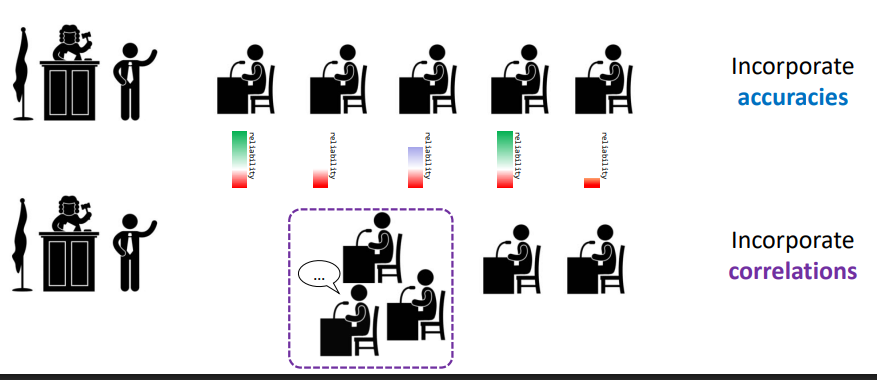 Incorporate
accuracies
reliability
reliability
reliability
reliability
reliability
...
Incorporate
correlations